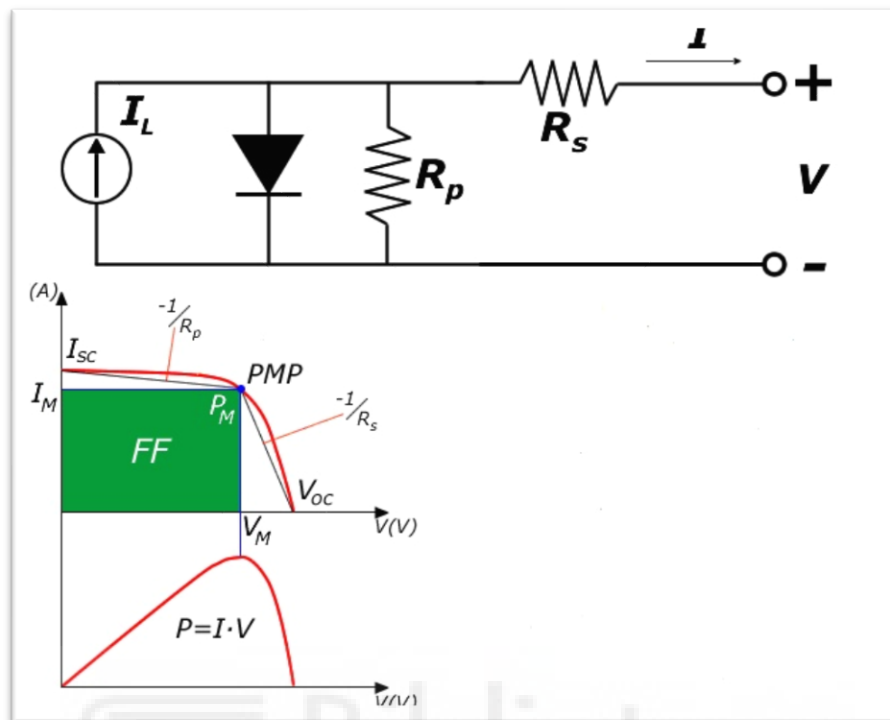 I
I_L
R_s
+
R_p
V
-
(A)
-1/R_p
I_SC
PMP
I_M
P_M
-1/R_s
FF
V_OC
V_M
V(V)
P=I·V
V(V)